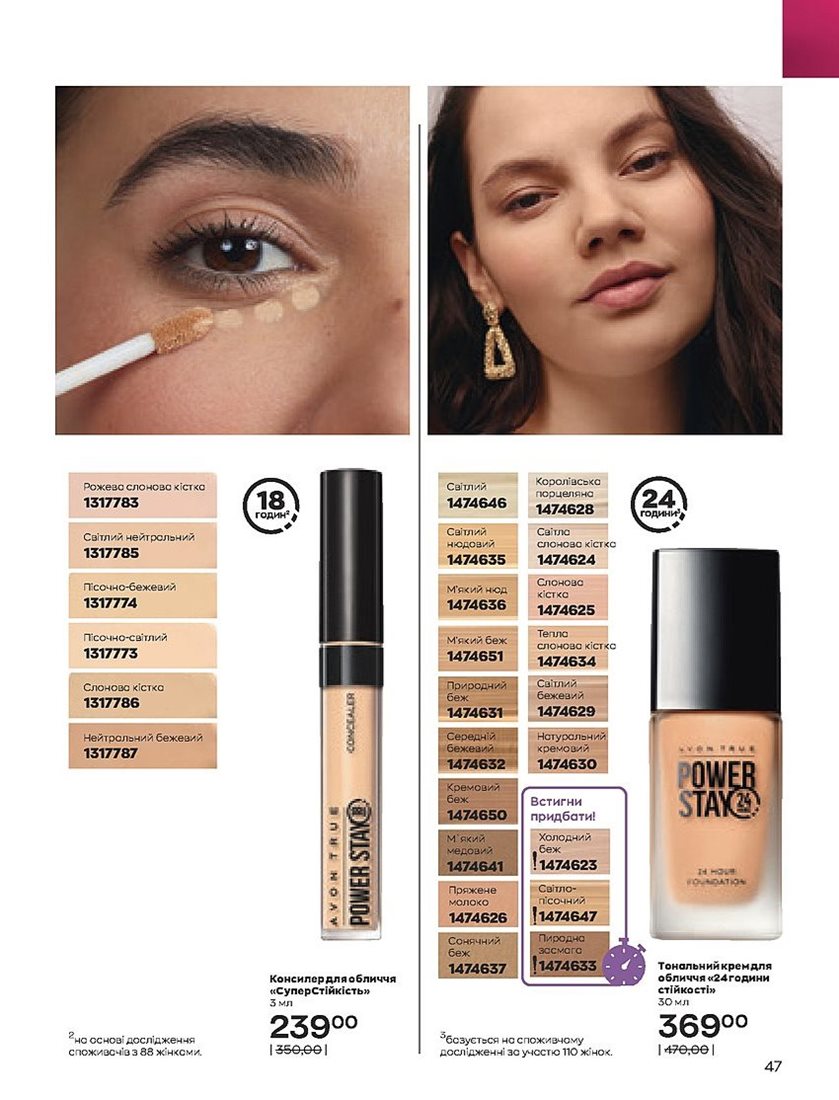 Рожева слонова кістка
1317783
Світлий нейтральний
1317785
Пісочно-бежевий
1317774
Пісочно-світлий
1317773
Слонова кістка
1317786
Нейтральний бежевий
1317787
18
ГОДИН²
CONCEALER
AVON TRUE
POWER STAY 18
Консилер для обличчя
«СуперСтійкість»
3 мл
239⁰⁰
| 350,00 |
²на основі дослідження
споживачів з 88 жінками.
Світлий
1474646
Світлий
нюдовий
1474635
М'який нюд
1474636
М'який беж
1474651
Природний
беж
1474631
Середній
бежевий
1474632
Кремовий
беж
1474650
М`який
медовий
1474641
Пряжене
молоко
1474626
Сонячний
беж
1474637
Королівська
порцеляна
1474628
Світла
слонова кістка
1474624
Слонова
кістка
1474625
Тепла
слонова кістка
1474634
Світлий
бежевий
1474629
Натуральний
кремовий
1474630
Встигни
придбати!
Холодний
беж
!1474623
Світло-
пісочний
!1474647
Природна
засмага
!1474633
24
ГОДИНИ³
AVON TRUE
POWER
STAY 24
24 HOUR
FOUNDATION
Тональний крем для
обличчя «24 години
стійкості»
30 мл
369⁰⁰
| 470,00 |
³базується на споживчому
дослідженні за участю 110 жінок.
47